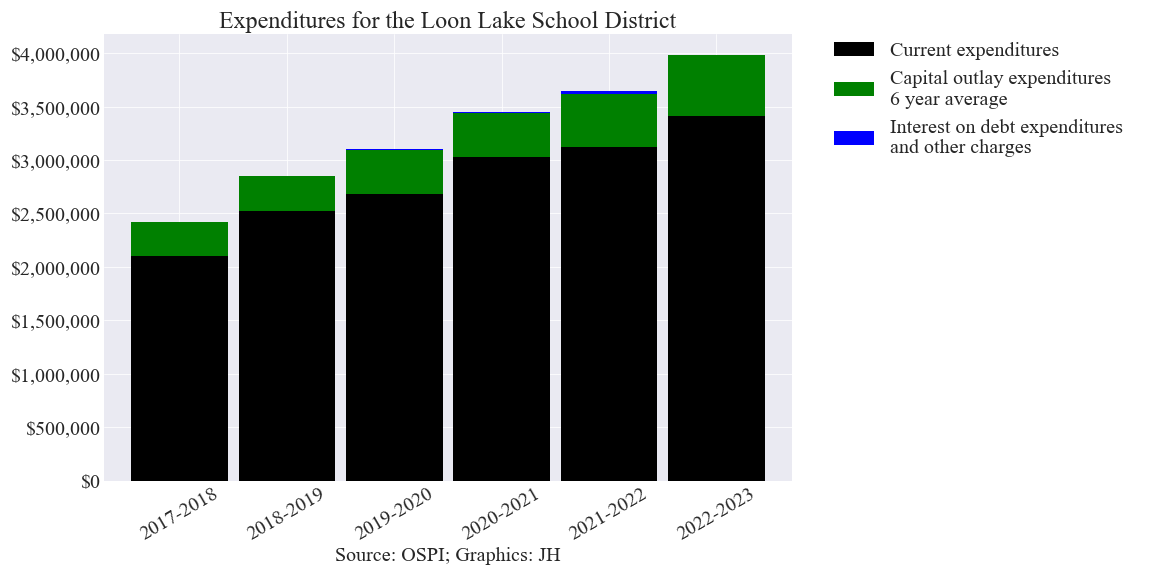 Expenditures for the Loon Lake School District
$4,000,000
$3,500,000
$3,000,000
$2,500,000
$2,000,000
$1,500,000
$1,000,000
$500,000
$0
2017-2018
2018-2019
2019-2020
2020-2021
2021-2022
2022-2023
Source: OSPI; Graphics: JH
Current expenditures
Capital outlay expenditures
6 year average
Interest on debt expenditures
and other charges